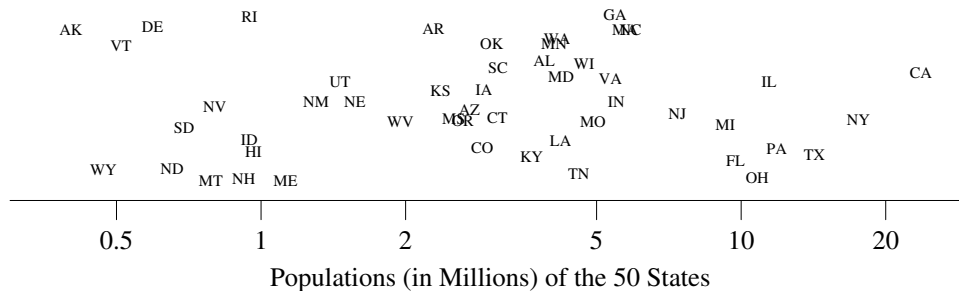 RI GA
AK DE AR MA NC
VT OK MN WA
SC AL WI
UT KS IA MD VA IL CA
NV NM NE AZ IN
SD WV MS OR CT MO NJ MI NY
ID HI CO KY LA FL PA TX
WY ND MT NH ME TN OH
0.5 1 2 5 10 20
Populations (in Millions) of the 50 States